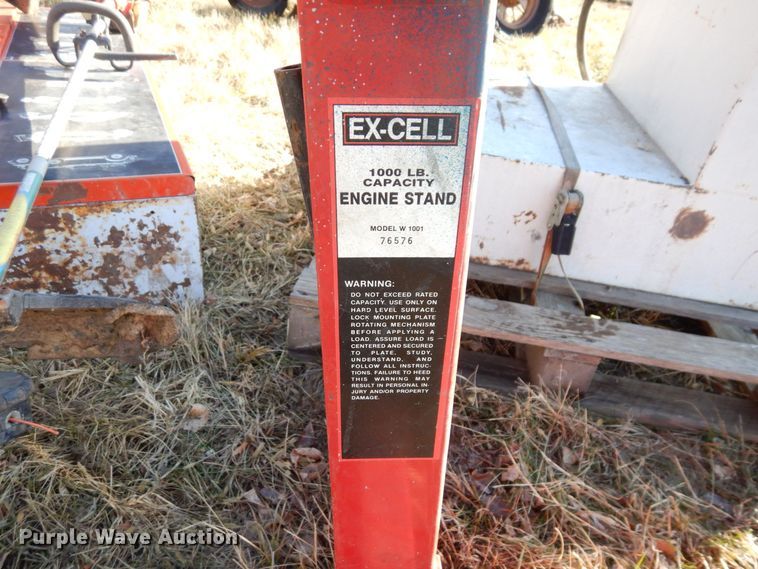 EX-CELL
1000 LB.
CAPACITY
ENGINE STAND
MODEL W 1001
76576
WARNING:
DO NOT EXCEED RATED
CAPACITY. USE ONLY ON
HARD LEVEL SURFACE.
LOCK MOUNTING PLATE
ROTATING MECHANISM
BEFORE APPLYING A
LOAD. ASSURE LOAD IS
CENTERED AND SECURED
TO PLATE. STUDY,
UNDERSTAND, AND
FOLLOW ALL INSTRUC-
TIONS. FAILURE TO HEED
THIS WARNING MAY
RESULT IN PERSONAL IN-
JURY AND/OR PROPERTY
DAMAGE.
Purple Wave Auction